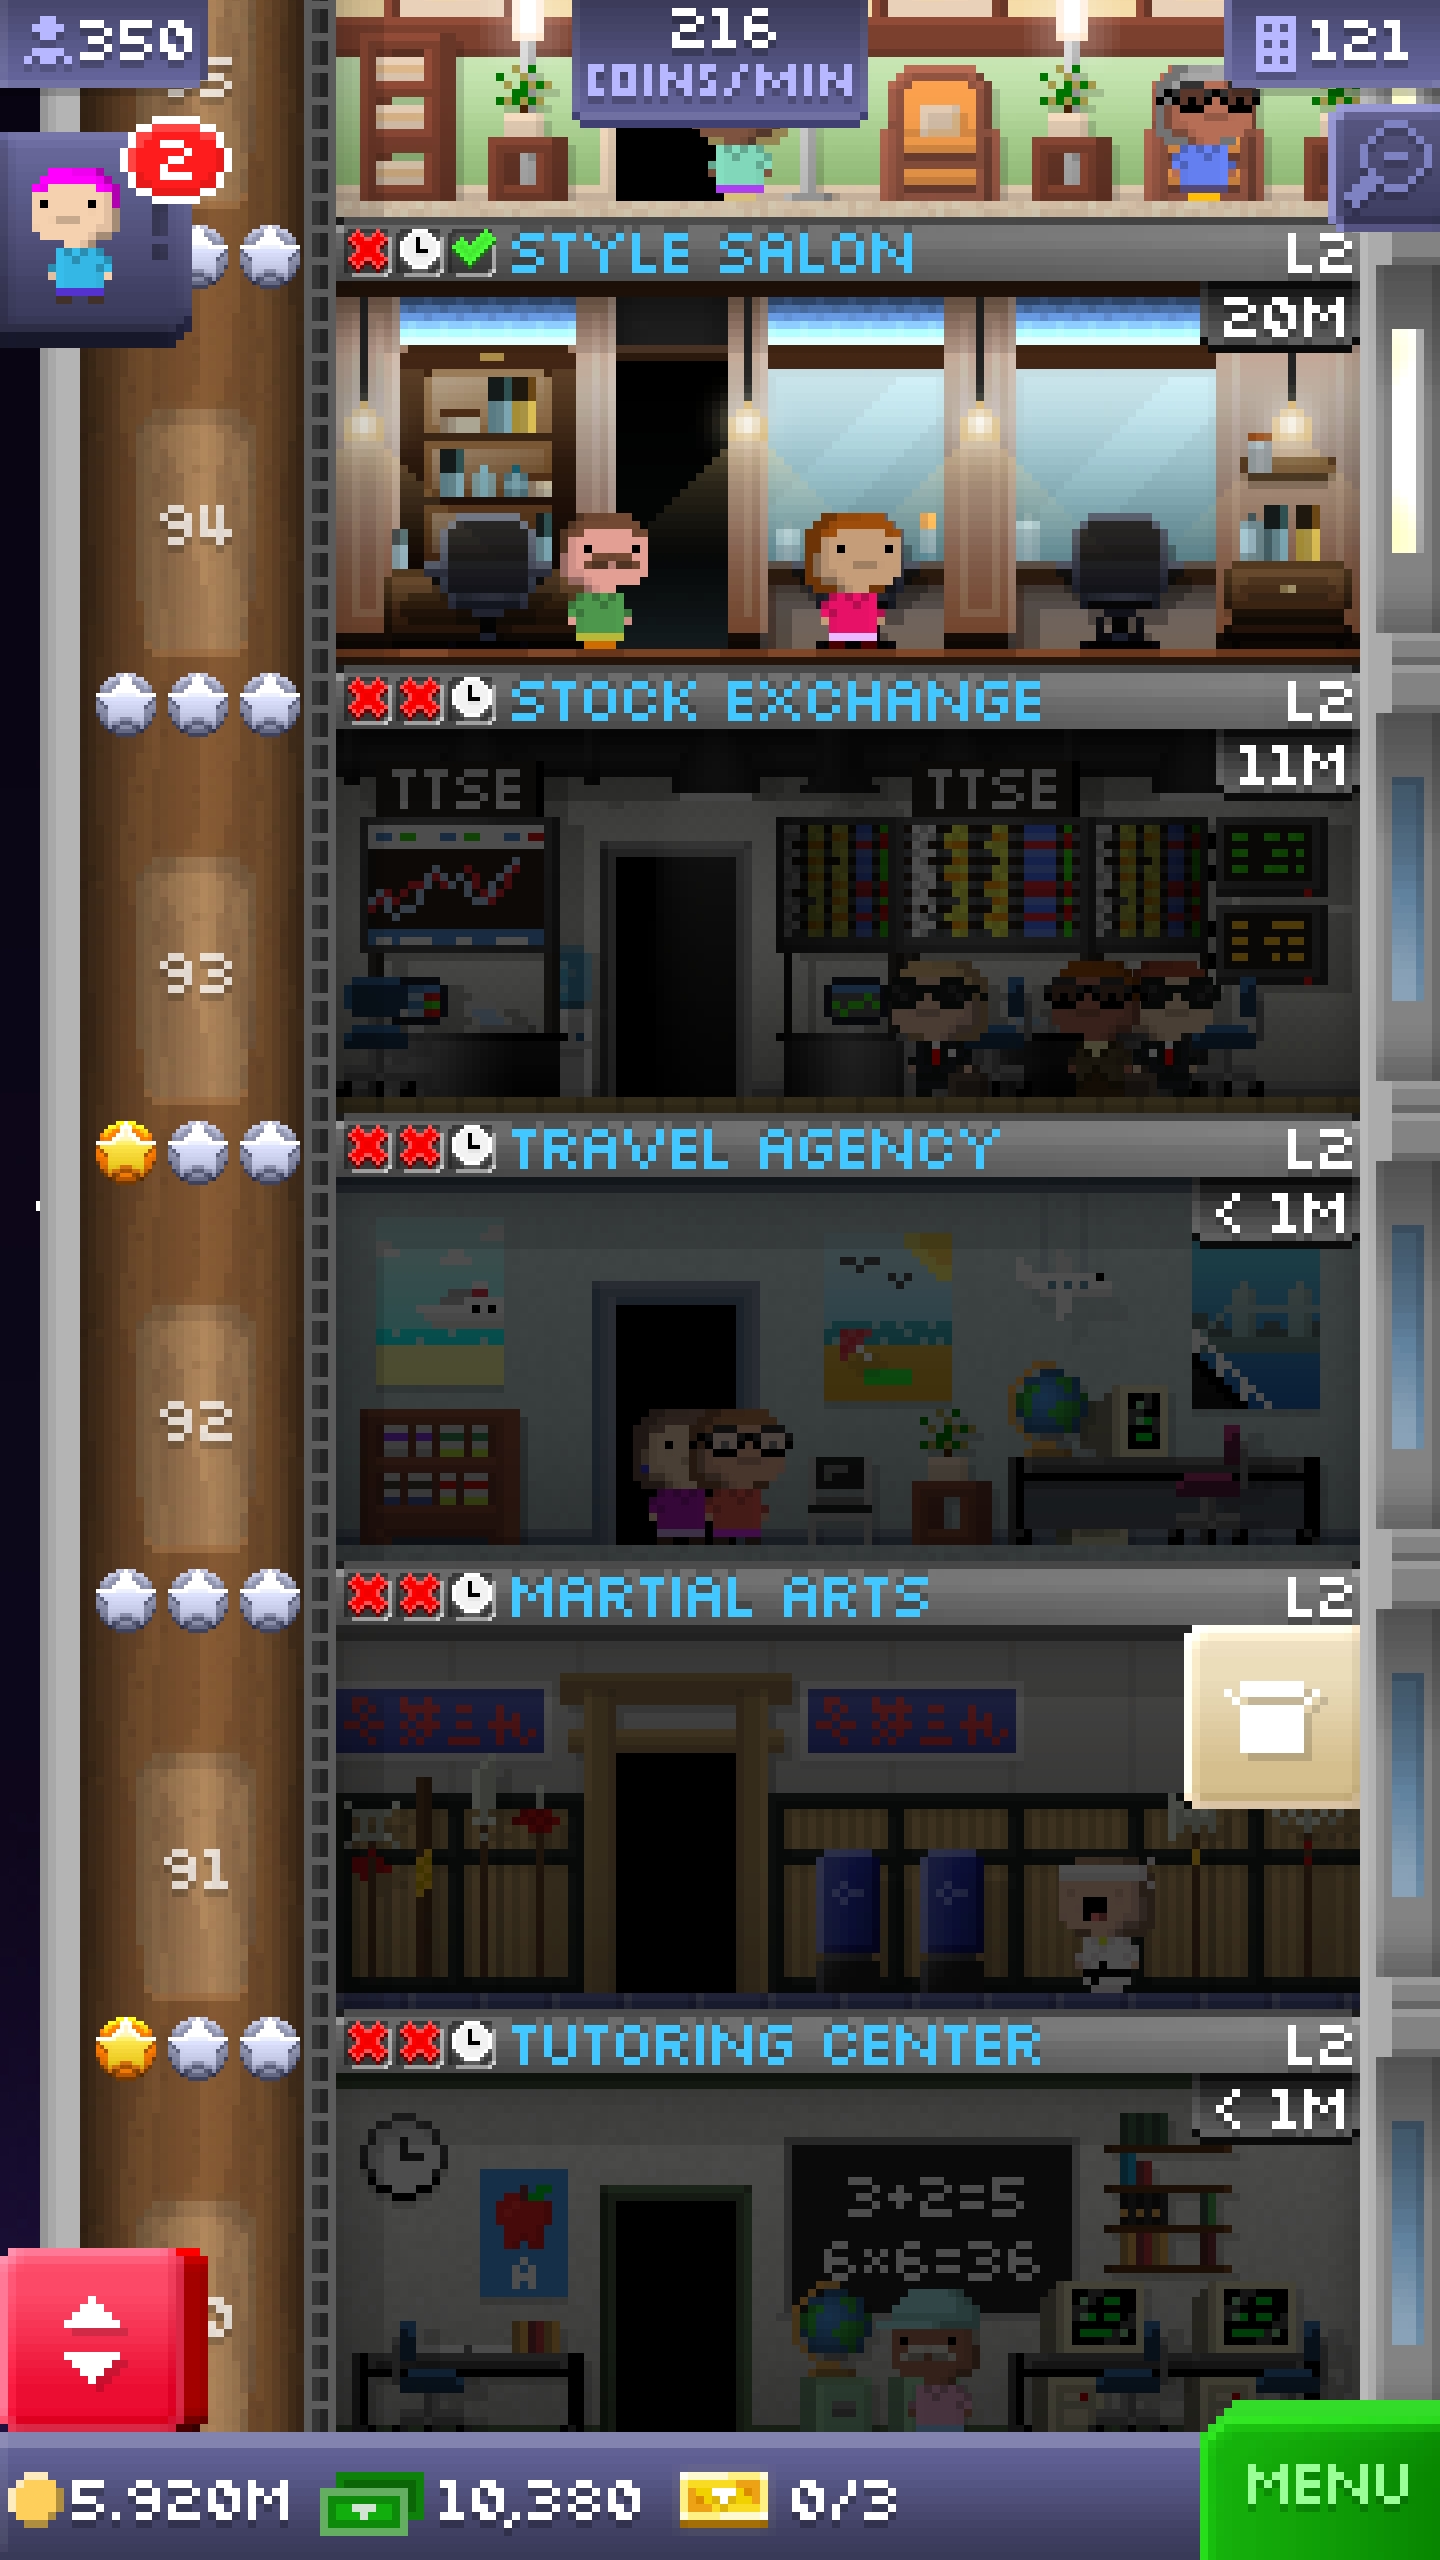 350
216
COINS/MIN
121
2
STYLE SALON L2
20M
94
STOCK EXCHANGE L2
11M
TTSE TTSE
93
TRAVEL AGENCY L2
< 1M
92
MARTIAL ARTS L2
91
TUTORING CENTER L2
< 1M
3+2=5
6×6=36
A
5.920M 10,380 0/3
MENU